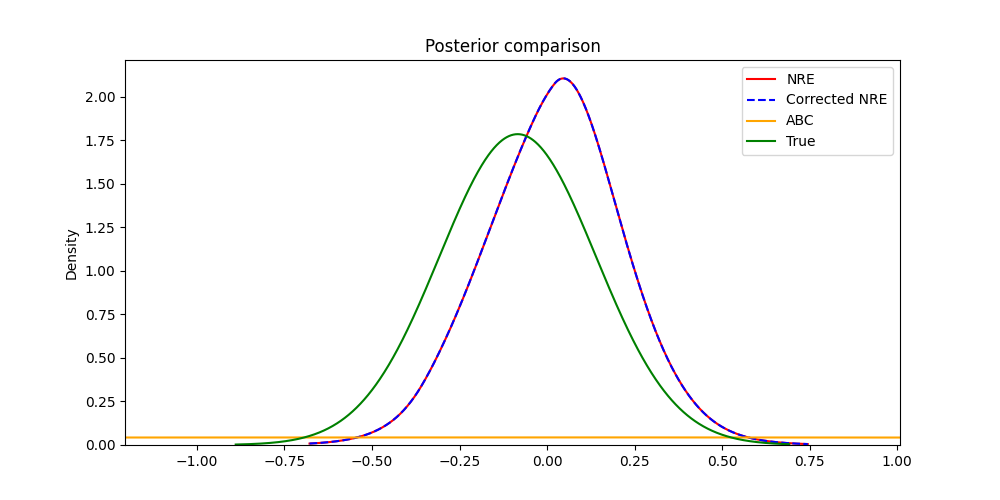 Posterior comparison
NRE
Corrected NRE
ABC
True
Density
2.00
1.75
1.50
1.25
1.00
0.75
0.50
0.25
0.00
−1.00 −0.75 −0.50 −0.25 0.00 0.25 0.50 0.75 1.00